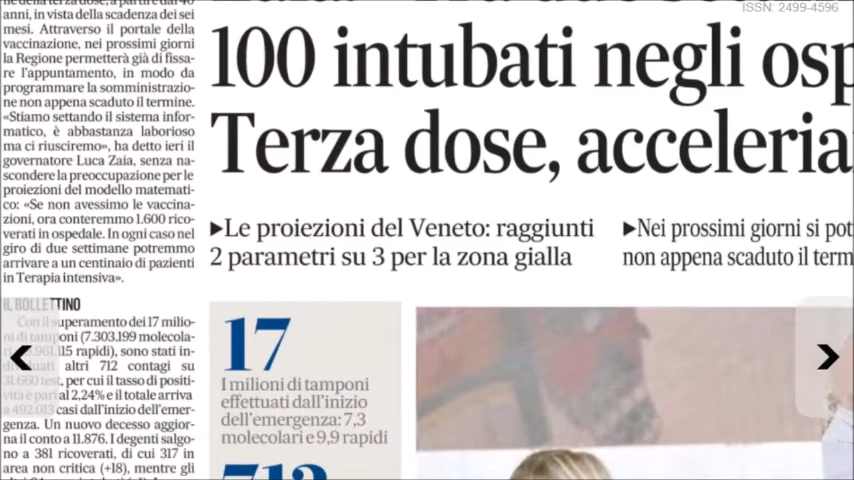 ISSN: 2499-4596
anni, in vista della scadenza dei sei
mesi. Attraverso il portale della
vaccinazione, nei prossimi giorni
la Regione permetterà già di fissa-
re l'appuntamento, in modo da
programmare la somministrazio-
ne non appena scaduto il termine.
«Stiamo settando il sistema infor-
matico, è abbastanza laborioso
ma ci riusciremo», ha detto ieri il
governatore Luca Zaia, senza na-
scondere la preoccupazione per le
proiezioni del modello matemati-
co: «Se non avessimo le vaccina-
zioni, ora conteremmo 1.600 rico-
verati in ospedale. In ogni caso nel
giro di due settimane potremmo
arrivare a un centinaio di pazienti
in Terapia intensiva».
IL BOLLETTINO
Con il superamento dei 17 milio-
ni di tamponi (7.303.199 molecola-
115 rapidi), sono stati in-
altri 712 contagi su
31.660 test, per cui il tasso di positi-
vità è pari al 2,24% e il totale arriva
a 492.013 casi dall'inizio dell'emer-
genza. Un nuovo decesso aggior-
na il conto a 11.876. I degenti salgo-
no a 381 ricoverati, di cui 317 in
area non critica (+18), mentre gli
100 intubati negli osp
Terza dose, acceleria
▶Le proiezioni del Veneto: raggiunti
2 parametri su 3 per la zona gialla
▶Nei prossimi giorni si pot
non appena scaduto il term
17
I milioni di tamponi
effettuati dall'inizio
dell'emergenza: 7,3
molecolari e 9,9 rapidi
712